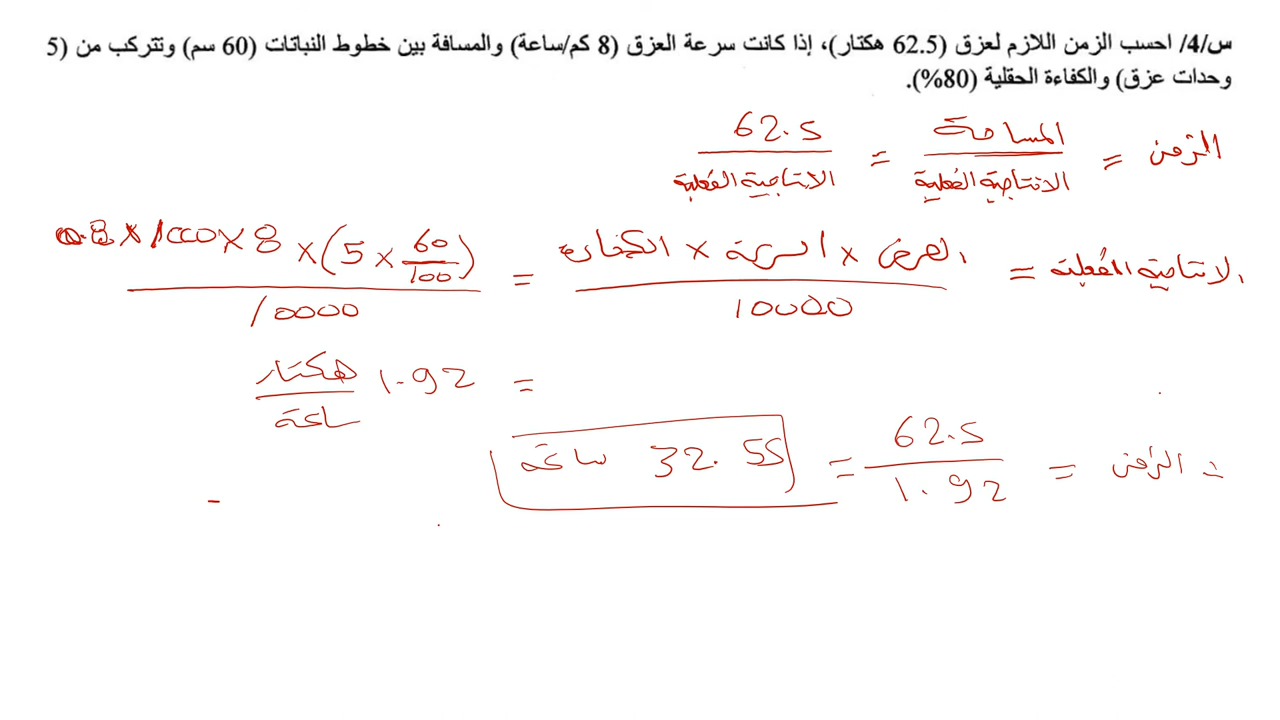 س/4/ احسب الزمن اللازم لعزق (62.5 هكتار)، إذا كانت سرعة العزق (8 كم/ساعة) والمسافة بين خطوط النباتات (60 سم) وتتركب من (5
وحدات عزق) والكفاءة الحقلية (80%).
الزمن = المساحة / الانتاجية الفعلية = 62.5 / الانتاجية الفعلية
الانتاجية الفعلية = العرض × السرعة × الكفاءة / 10000 = (5 × 60/100) × 8 × 1000 × 0.8 / 10000
= 1.92 هكتار / ساعة
∴ الزمن = 62.5 / 1.92 = 32.55 ساعة